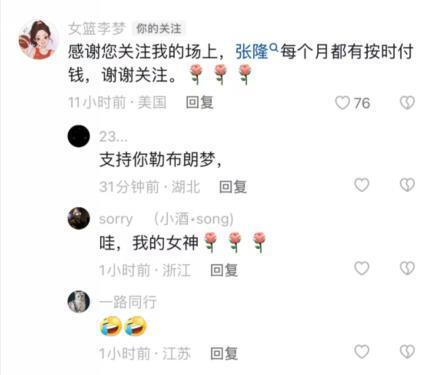 女篮李梦 你的关注
感谢您关注我的场上，张隆每个月都有按时付
钱，谢谢关注。🌹🌹🌹
11小时前·美国 回复 76
23...
支持你勒布朗梦，
31分钟前·湖北 回复
sorry （小酒•song)
哇，我的女神🌹🌹🌹
1小时前·浙江 回复
一路同行
🤣🤣
1小时前·江苏 回复